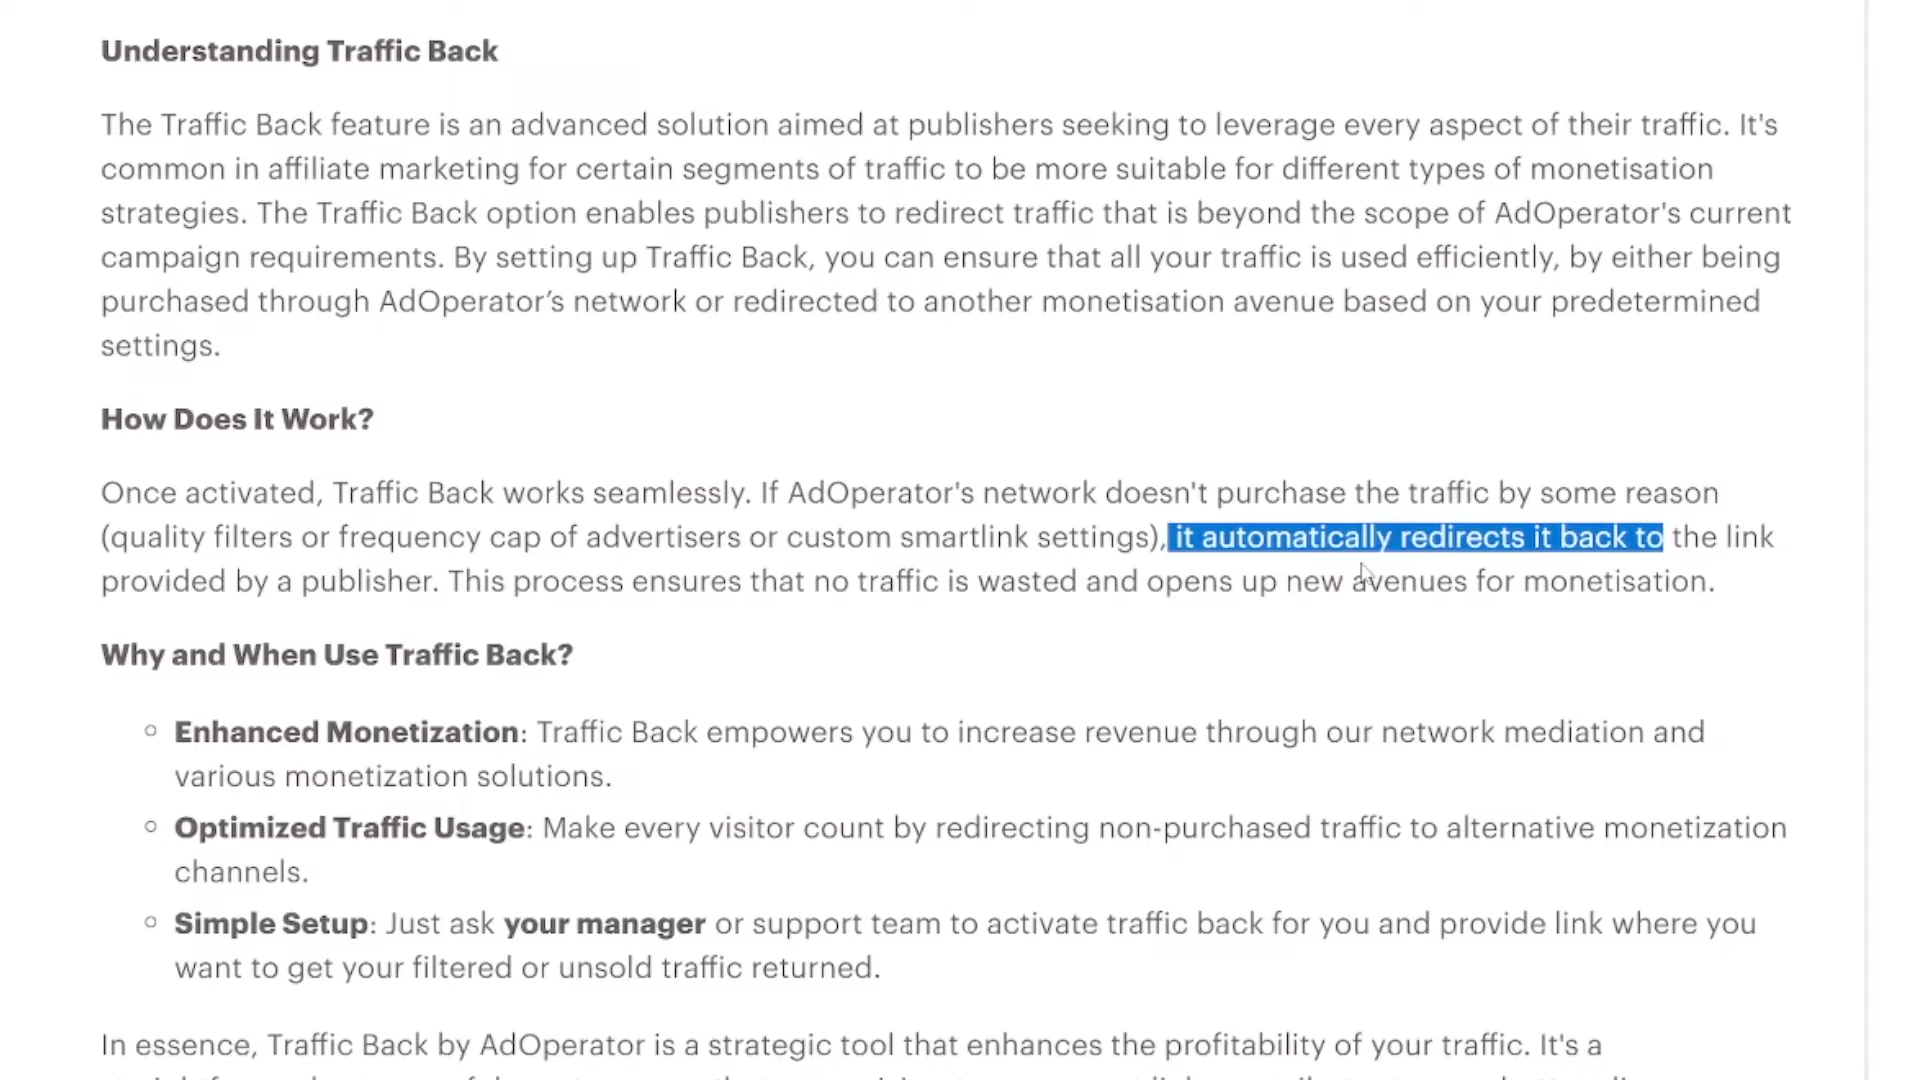 Understanding Traffic Back
The Traffic Back feature is an advanced solution aimed at publishers seeking to leverage every aspect of their traffic. It's
common in affiliate marketing for certain segments of traffic to be more suitable for different types of monetisation
strategies. The Traffic Back option enables publishers to redirect traffic that is beyond the scope of AdOperator's current
campaign requirements. By setting up Traffic Back, you can ensure that all your traffic is used efficiently, by either being
purchased through AdOperator’s network or redirected to another monetisation avenue based on your predetermined
settings.
How Does It Work?
Once activated, Traffic Back works seamlessly. If AdOperator's network doesn't purchase the traffic by some reason
(quality filters or frequency cap of advertisers or custom smartlink settings), it automatically redirects it back to the link
provided by a publisher. This process ensures that no traffic is wasted and opens up new avenues for monetisation.
Why and When Use Traffic Back?
Enhanced Monetization: Traffic Back empowers you to increase revenue through our network mediation and
various monetization solutions.
Optimized Traffic Usage: Make every visitor count by redirecting non-purchased traffic to alternative monetization
channels.
Simple Setup: Just ask your manager or support team to activate traffic back for you and provide link where you
want to get your filtered or unsold traffic returned.
In essence, Traffic Back by AdOperator is a strategic tool that enhances the profitability of your traffic. It's a